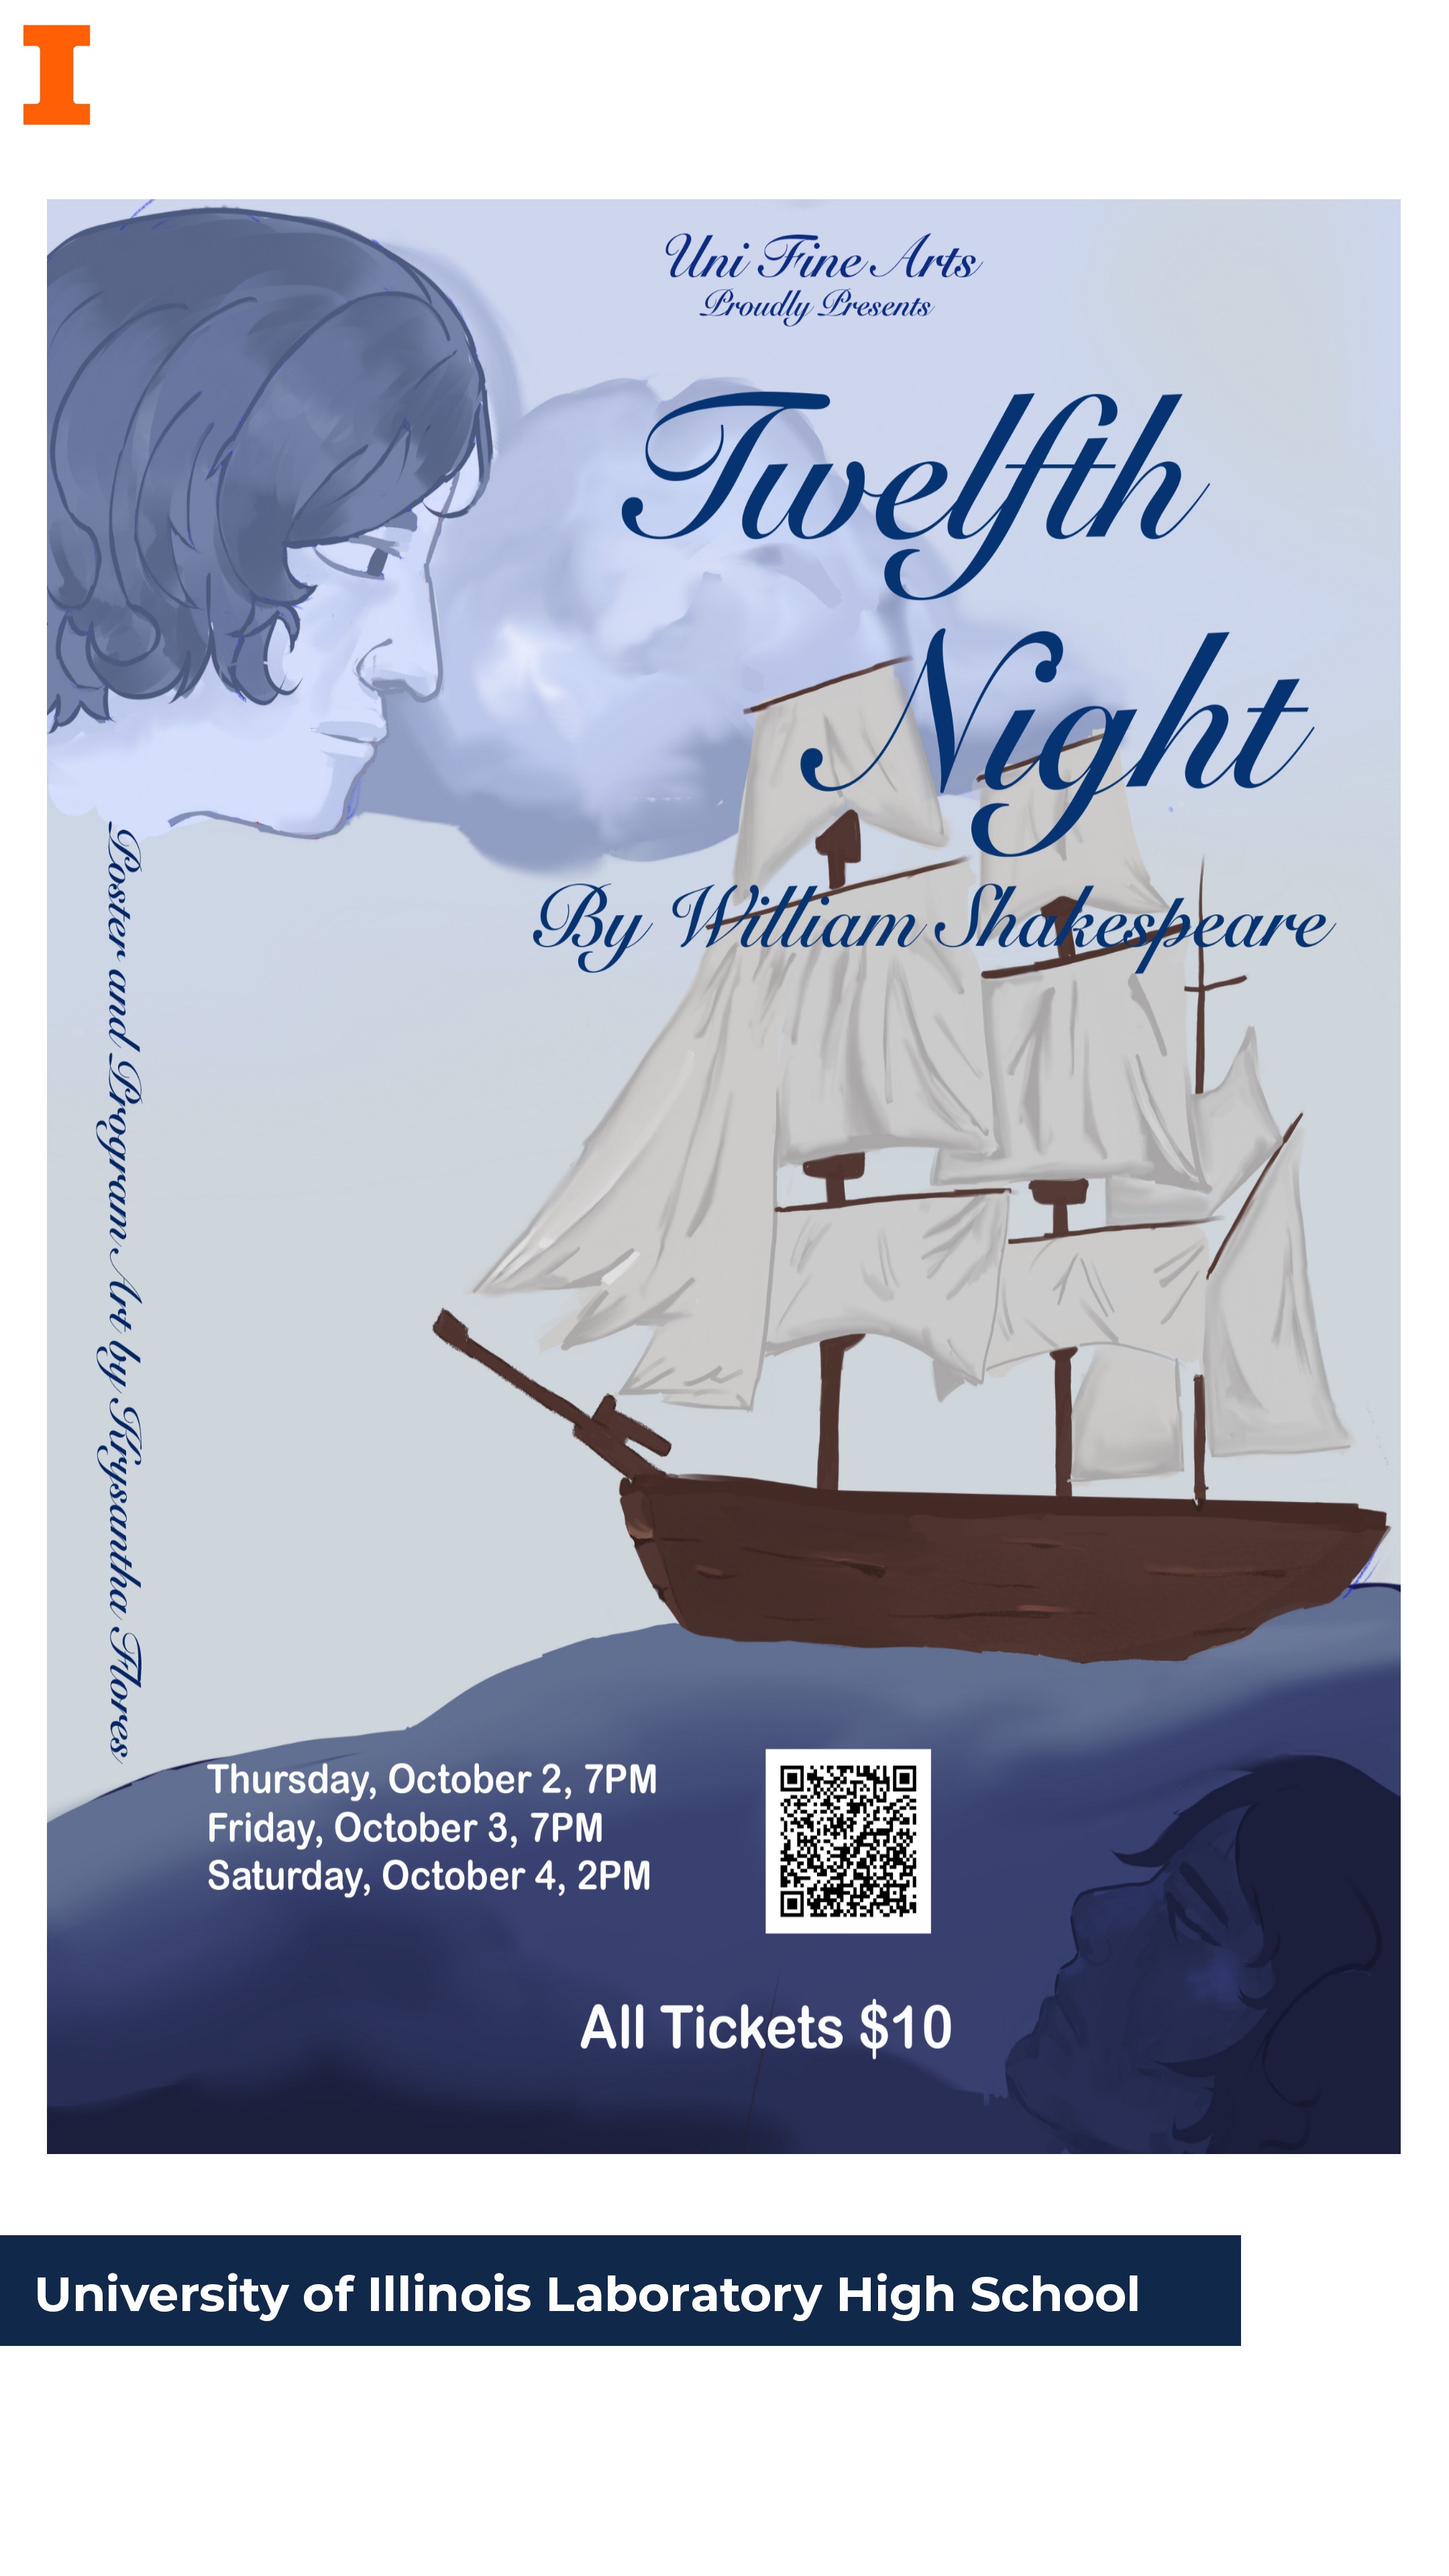 I
Uni Fine Arts
Proudly Presents
Twelfth
Night
By William Shakespeare
Poster and Program Art by Krysantha Flores
Thursday, October 2, 7PM
Friday, October 3, 7PM
Saturday, October 4, 2PM
All Tickets $10
University of Illinois Laboratory High School